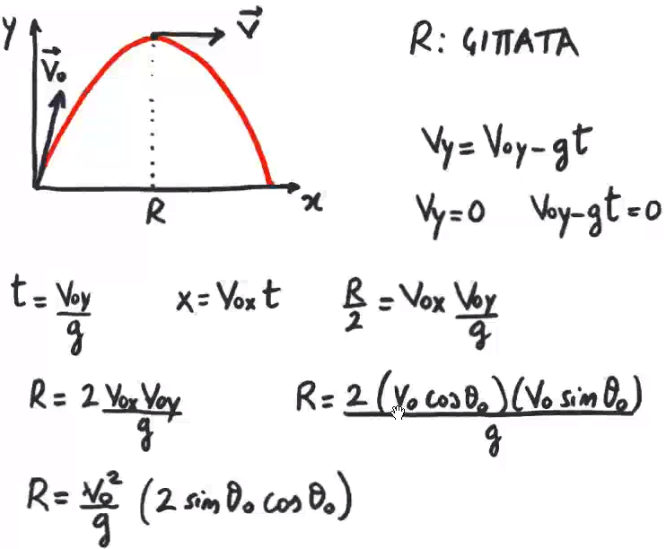 y
V⃗
V⃗₀
R: GITTATA
Vy = V₀y - gt
Vy = 0 V₀y - gt = 0
R
x
t = V₀y/g x = V₀x t R/2 = V₀x V₀y/g
R = 2 V₀x V₀y/g R = 2 (V₀ cos θ₀)(V₀ sin θ₀)/g
R = V₀²/g (2 sin θ₀ cos θ₀)